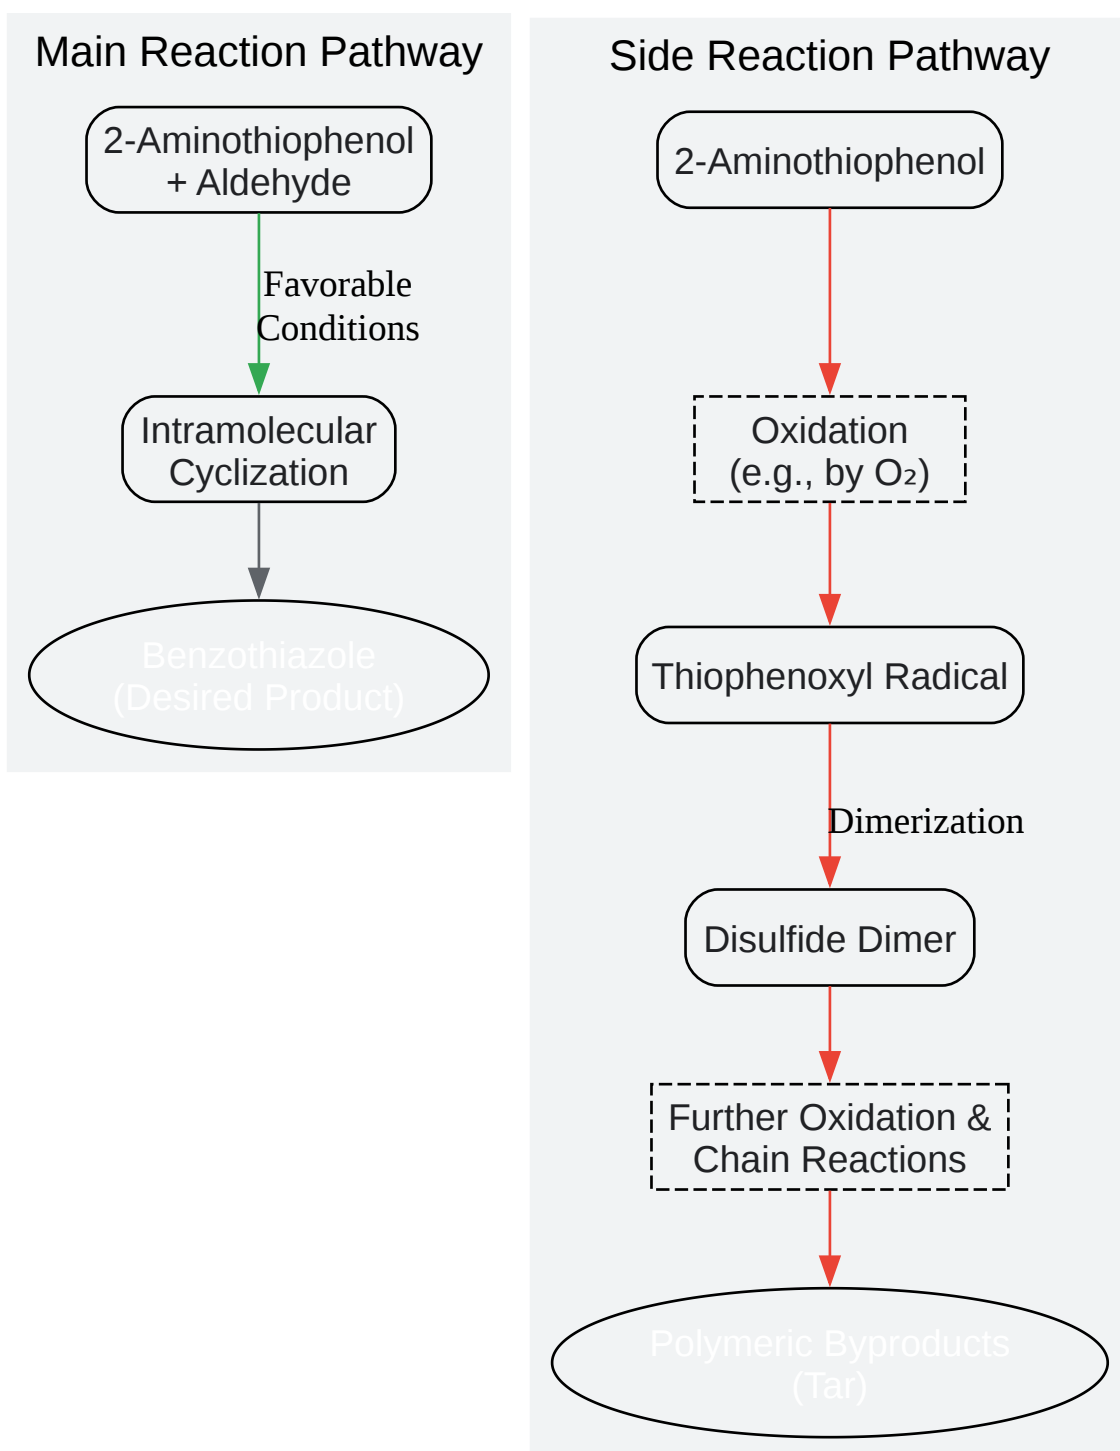 Main Reaction Pathway
2-Aminothiophenol
+ Aldehyde
Favorable
Conditions
Intramolecular
Cyclization
Benzothiazole
(Desired Product)
Side Reaction Pathway
2-Aminothiophenol
Oxidation
(e.g., by O₂)
Thiophenoxyl Radical
Dimerization
Disulfide Dimer
Further Oxidation &
Chain Reactions
Polymeric Byproducts
(Tar)